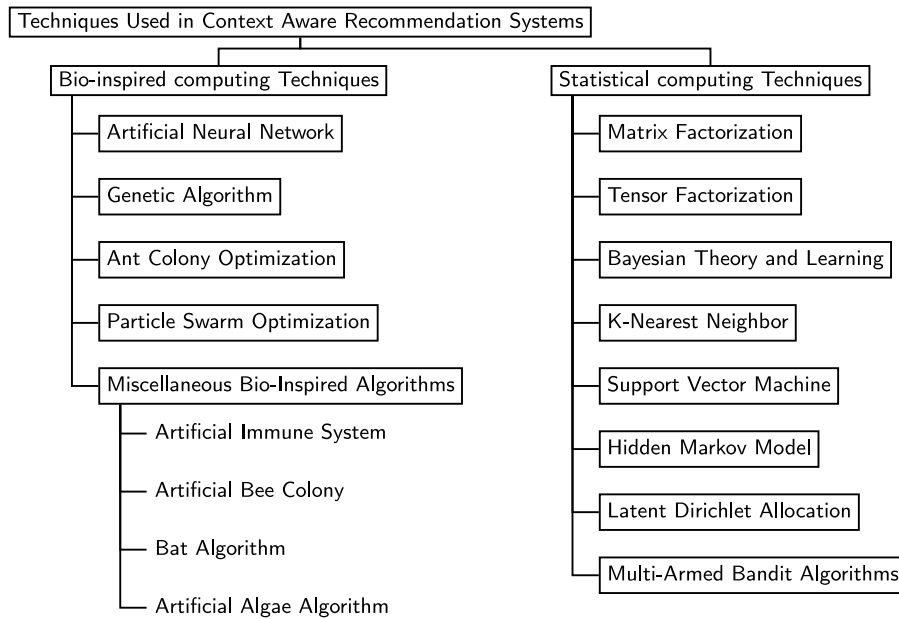 Techniques Used in Context Aware Recommendation Systems
Bio-inspired computing Techniques
Artificial Neural Network
Genetic Algorithm
Ant Colony Optimization
Particle Swarm Optimization
Miscellaneous Bio-Inspired Algorithms
Artificial Immune System
Artificial Bee Colony
Bat Algorithm
Artificial Algae Algorithm
Statistical computing Techniques
Matrix Factorization
Tensor Factorization
Bayesian Theory and Learning
K-Nearest Neighbor
Support Vector Machine
Hidden Markov Model
Latent Dirichlet Allocation
Multi-Armed Bandit Algorithms